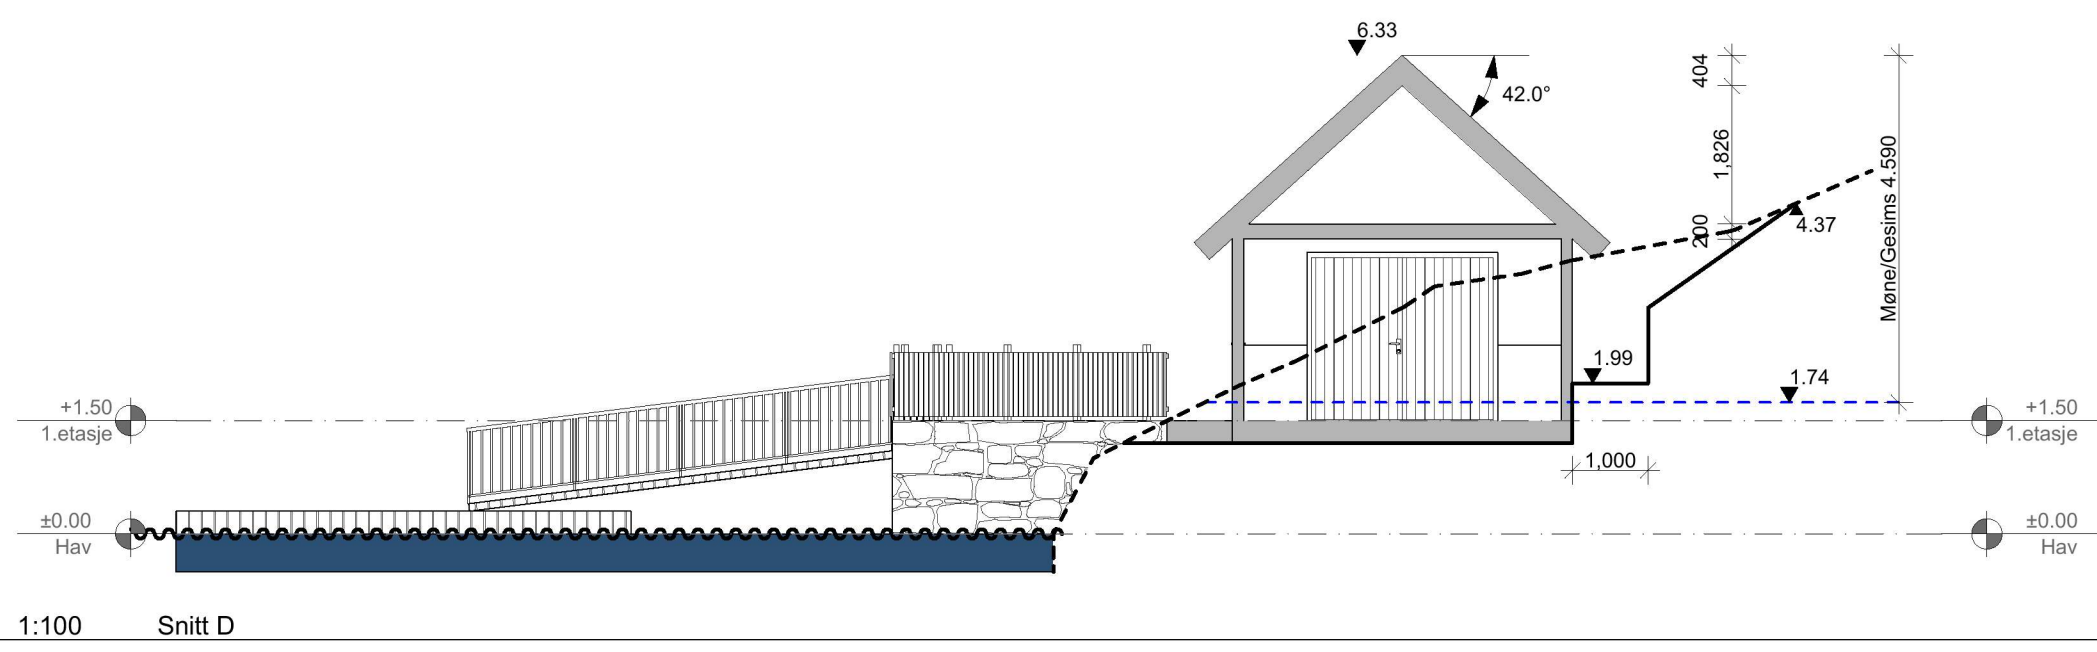 6.33
404
42.0°
1,826
Møne/Gesims 4.590
200
4.37
1.99
1.74
+1.50
1.etasje
+1.50
1.etasje
1,000
±0.00
Hav
±0.00
Hav
1:100 Snitt D